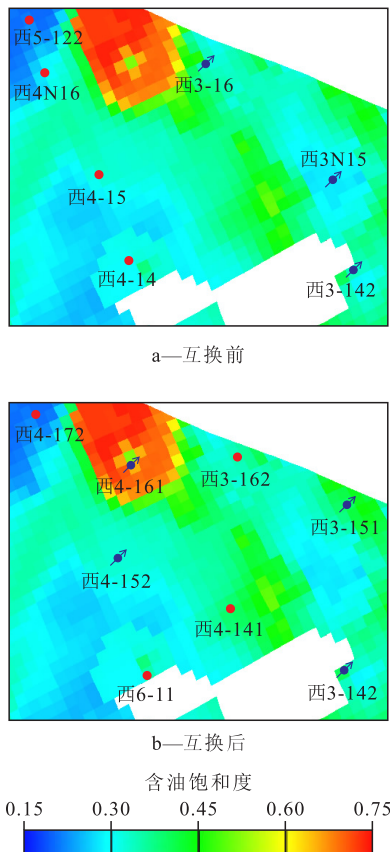 西5-122
西4N16
西3-16
西3N15
西4-15
西4-14
西3-142
a—互换前
西4-172
西4-161
西3-162
西3-151
西4-152
西4-141
西6-11
西3-142
b—互换后
含油饱和度
0.15 0.30 0.45 0.60 0.75